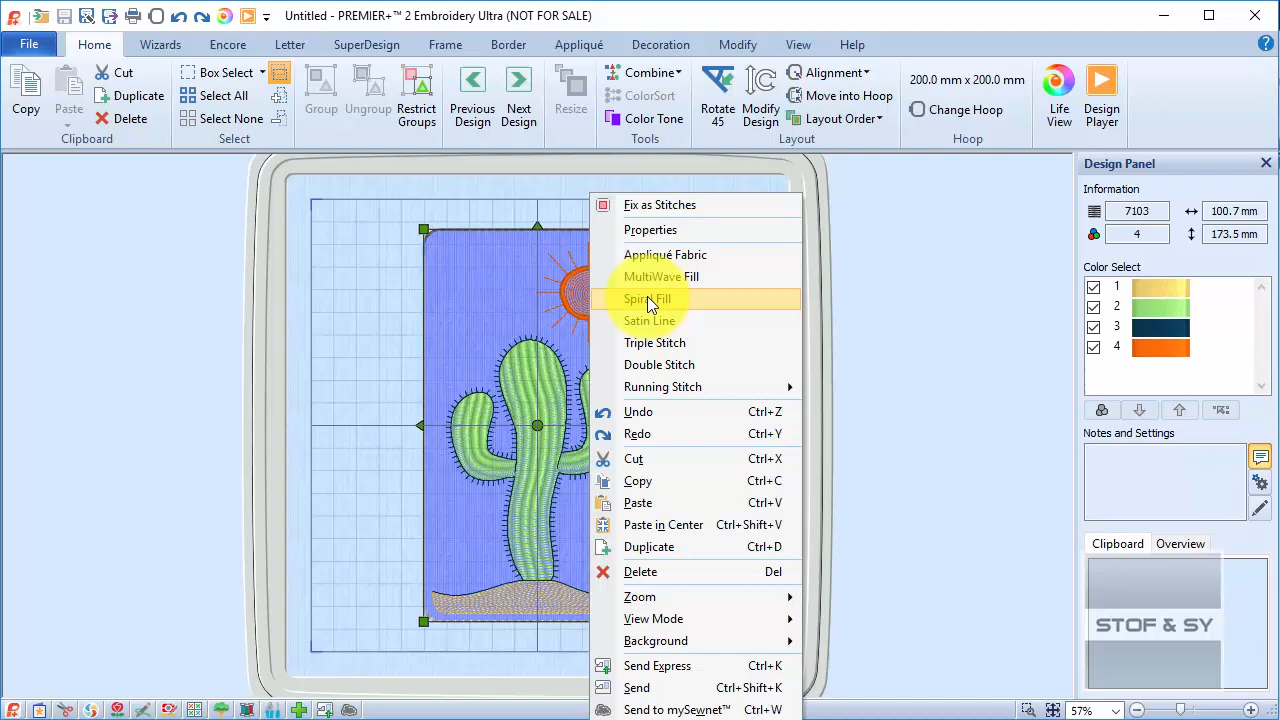 Untitled - PREMIER+™ 2 Embroidery Ultra (NOT FOR SALE)
File Home Wizards Encore Letter SuperDesign Frame Border Appliqué Decoration Modify View Help
Copy
Paste
Cut
Duplicate
Delete
Clipboard
Box Select
Select All
Select None
Select
Group
Ungroup
Restrict Groups
Previous Design
Next Design
Resize
Combine
ColorSort
Color Tone
Tools
Rotate 45
Modify Design
Alignment
Move into Hoop
Layout Order
Layout
200.0 mm x 200.0 mm
Change Hoop
Hoop
Life View
Design Player
Fix as Stitches
Properties
Appliqué Fabric
MultiWave Fill
Spiral Fill
Satin Line
Triple Stitch
Double Stitch
Running Stitch
Undo Ctrl+Z
Redo Ctrl+Y
Cut Ctrl+X
Copy Ctrl+C
Paste Ctrl+V
Paste in Center Ctrl+Shift+V
Duplicate Ctrl+D
Delete Del
Zoom
View Mode
Background
Send Express Ctrl+K
Send Ctrl+Shift+K
Send to mySewnet™ Ctrl+W
Design Panel
Information
7103 100.7 mm
4 173.5 mm
Color Select
1
2
3
4
Notes and Settings
Clipboard Overview
STOF & SY
57%